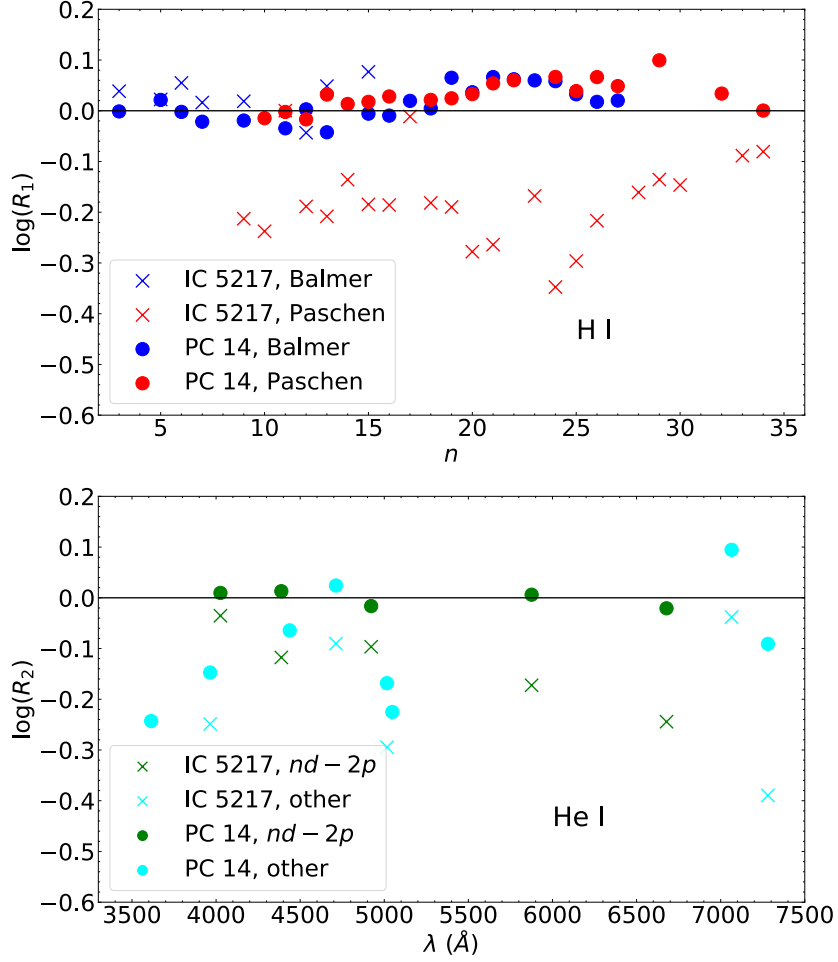 0.2
0.1
0.0
−0.1
−0.2
−0.3
−0.4
−0.5
−0.6
log(R₁)
IC 5217, Balmer
IC 5217, Paschen
PC 14, Balmer
PC 14, Paschen
H I
5 10 15 20 25 30 35
n
0.2
0.1
0.0
−0.1
−0.2
−0.3
−0.4
−0.5
−0.6
log(R₂)
IC 5217, nd − 2p
IC 5217, other
PC 14, nd − 2p
PC 14, other
He I
3500 4000 4500 5000 5500 6000 6500 7000 7500
λ (Å)